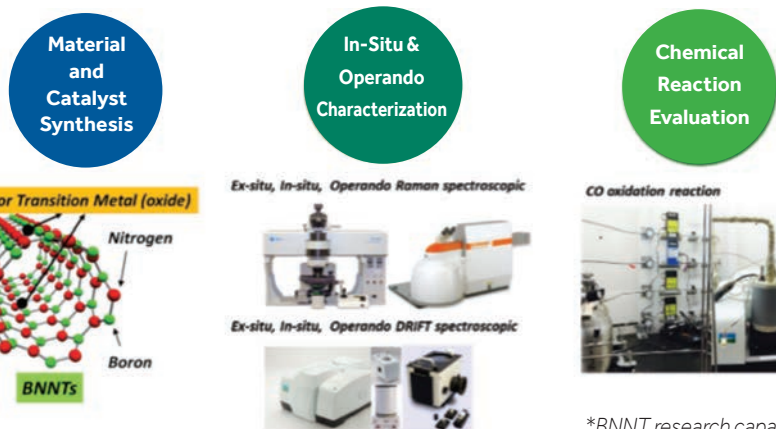 Material
and
Catalyst
Synthesis
In-Situ &
Operando
Characterization
Chemical
Reaction
Evaluation
or Transition Metal (oxide)
Nitrogen
Boron
BNNTs
Ex-situ, In-situ, Operando Raman spectroscopic
Ex-situ, In-situ, Operando DRIFT spectroscopic
CO oxidation reaction
*BNNT research